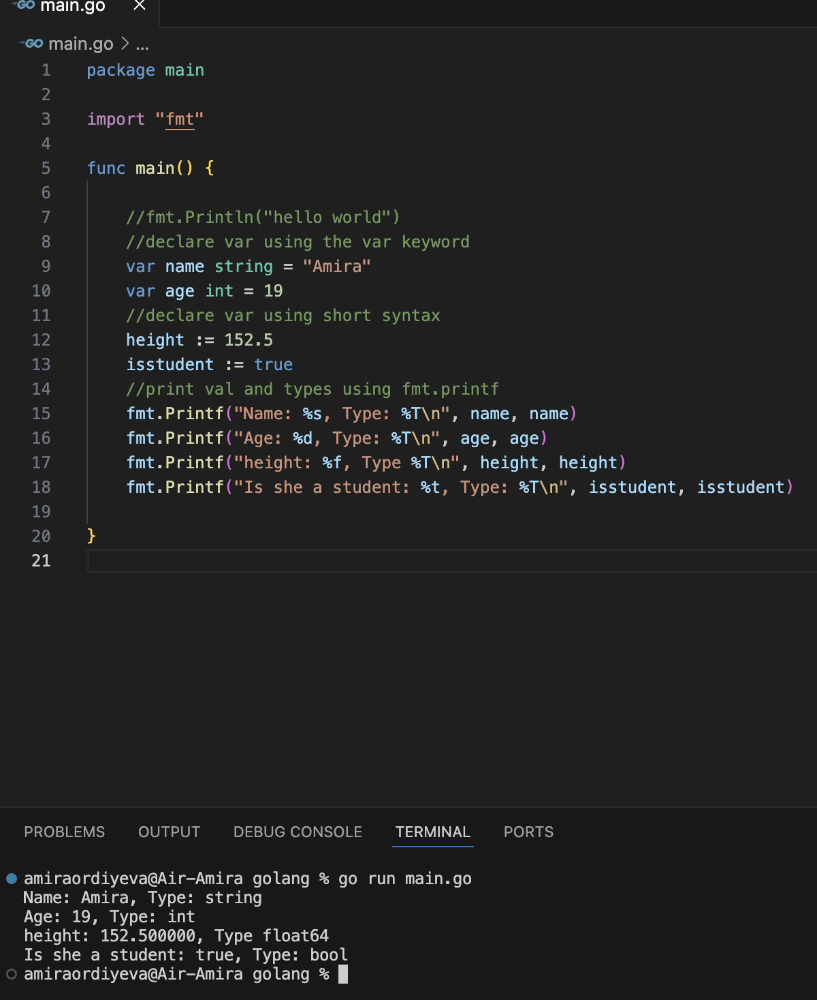 GO main.go ×
GO main.go > ...
1 package main
2
3 import "fmt"
4
5 func main() {
6
7 //fmt.Println("hello world")
8 //declare var using the var keyword
9 var name string = "Amira"
10 var age int = 19
11 //declare var using short syntax
12 height := 152.5
13 isstudent := true
14 //print val and types using fmt.printf
15 fmt.Printf("Name: %s, Type: %T\n", name, name)
16 fmt.Printf("Age: %d, Type: %T\n", age, age)
17 fmt.Printf("height: %f, Type %T\n", height, height)
18 fmt.Printf("Is she a student: %t, Type: %T\n", isstudent, isstudent)
19
20 }
21
PROBLEMS OUTPUT DEBUG CONSOLE TERMINAL PORTS
amiraordiyeva@Air-Amira golang % go run main.go
Name: Amira, Type: string
Age: 19, Type: int
height: 152.500000, Type float64
Is she a student: true, Type: bool
amiraordiyeva@Air-Amira golang %